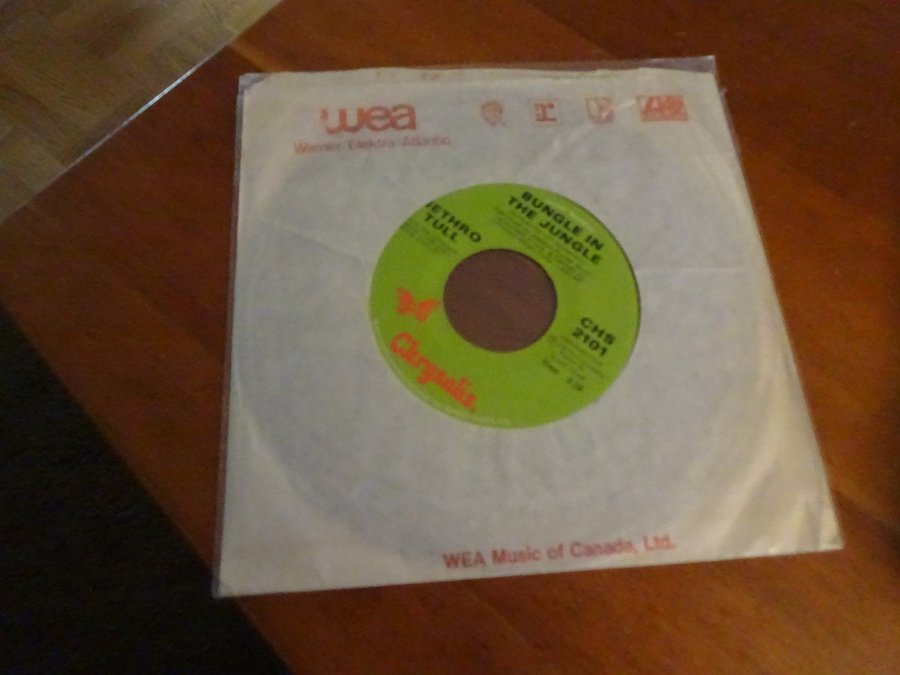 wea
Warner Elektra Atlantic
JETHRO
TULL
BUNGLE IN
THE JUNGLE
CHS
2101
Chrysalis
WEA Music of Canada, Ltd.